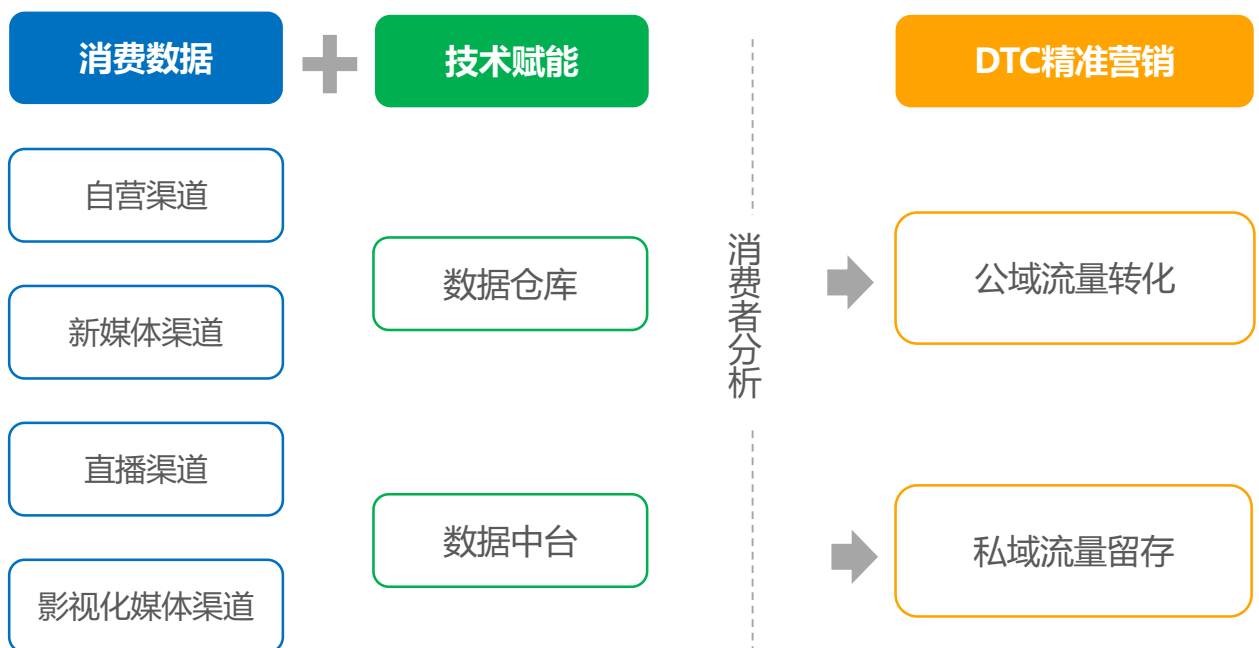 消费数据
技术赋能
DTC精准营销
自营渠道
新媒体渠道
直播渠道
影视化媒体渠道
数据仓库
数据中台
消费者分析
公域流量转化
私域流量留存